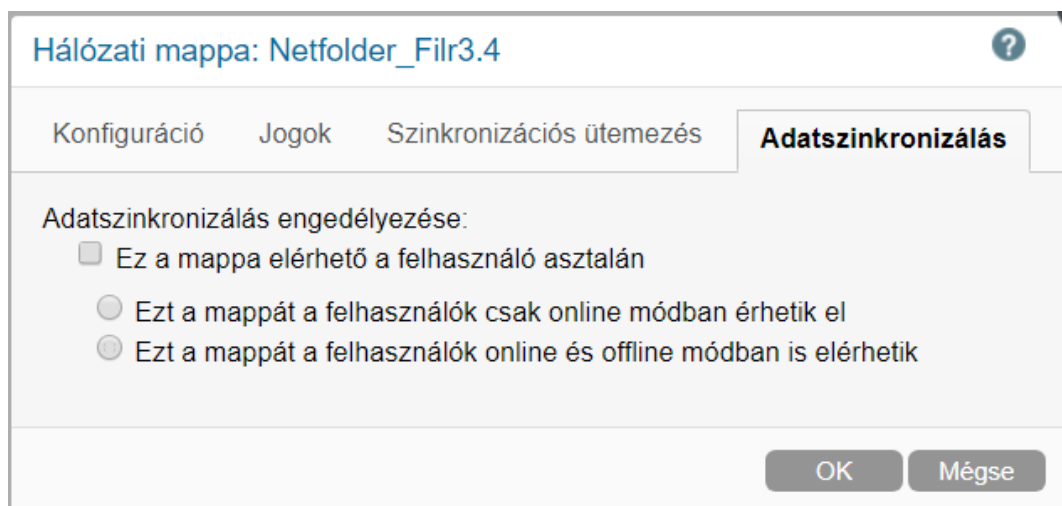 Hálózati mappa: Netfolder_Filr3.4 ?
Konfiguráció Jogok Szinkronizációs ütemezés Adatszinkronizálás
Adatszinkronizálás engedélyezése:
Ez a mappa elérhető a felhasználó asztalán
Ezt a mappát a felhasználók csak online módban érhetik el
Ezt a mappát a felhasználók online és offline módban is elérhetik
OK Mégse